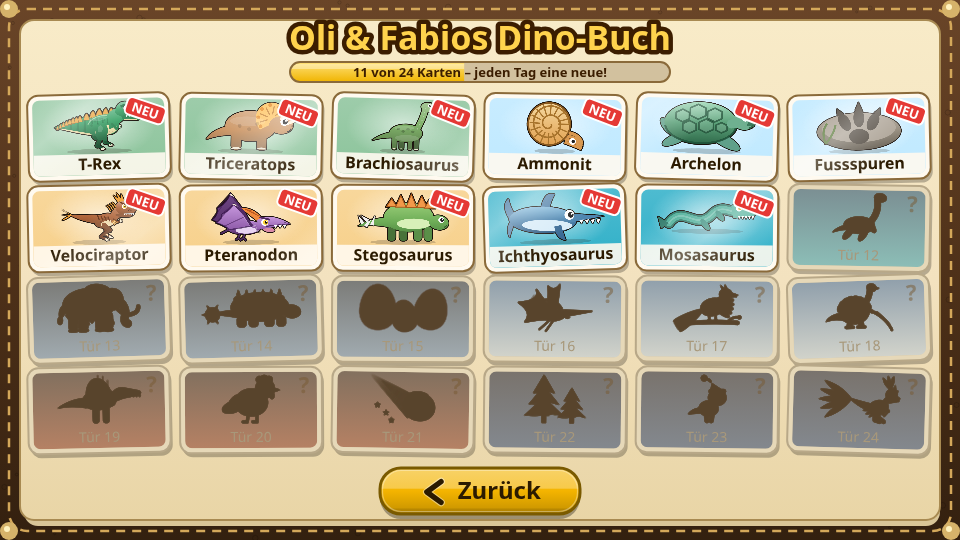 Oli & Fabios Dino-Buch
11 von 24 Karten – jeden Tag eine neue!
NEU NEU NEU NEU NEU NEU
T-Rex Triceratops Brachiosaurus Ammonit Archelon Fussspuren
NEU NEU NEU NEU NEU ?
Velociraptor Pteranodon Stegosaurus Ichthyosaurus Mosasaurus Tür 12
? ? ? ? ? ?
Tür 13 Tür 14 Tür 15 Tür 16 Tür 17 Tür 18
? ? ? ? ? ?
Tür 19 Tür 20 Tür 21 Tür 22 Tür 23 Tür 24
Zurück